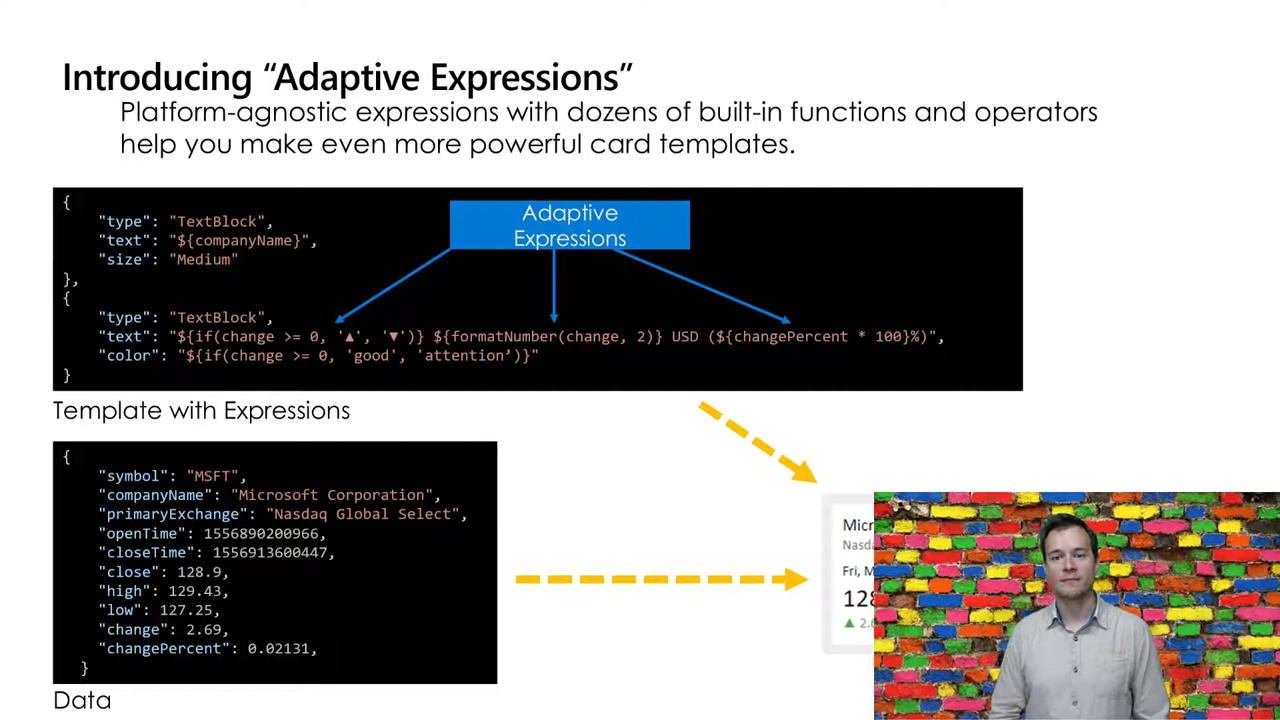 Introducing “Adaptive Expressions”
Platform-agnostic expressions with dozens of built-in functions and operators
help you make even more powerful card templates.
{
"type": "TextBlock",
"text": "${companyName}",
"size": "Medium"
},
{
"type": "TextBlock",
"text": "${if(change >= 0, '▲', '▼')} ${formatNumber(change, 2)} USD (${changePercent * 100}%)",
"color": "${if(change >= 0, 'good', 'attention’)}"
}
Adaptive
Expressions
Template with Expressions
{
"symbol": "MSFT",
"companyName": "Microsoft Corporation",
"primaryExchange": "Nasdaq Global Select",
"openTime": 1556890200966,
"closeTime": 1556913600447,
"close": 128.9,
"high": 129.43,
"low": 127.25,
"change": 2.69,
"changePercent": 0.02131,
}
Data
Micr
Nasda
Fri, M
128
▲ 2.6